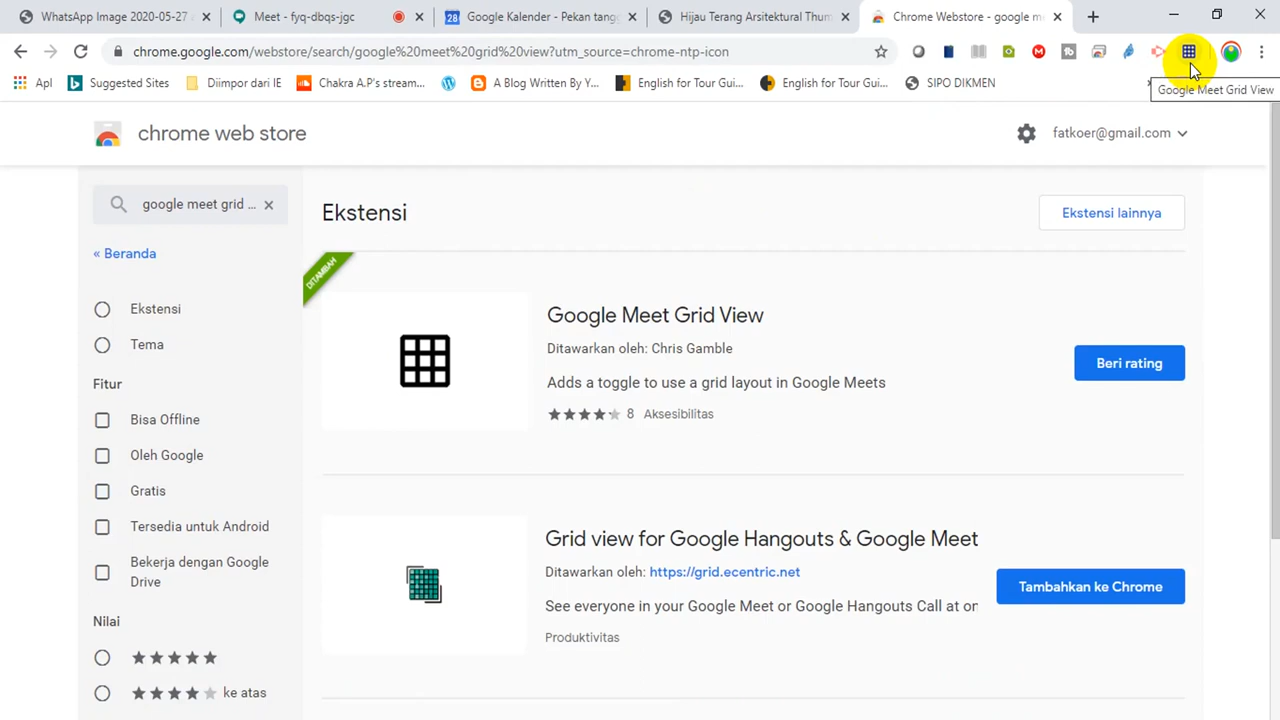 WhatsApp Image 2020-05-27 a
Meet - fyq-dbqs-jgc
28
Google Kalender - Pekan tangg
Hijau Terang Arsitektural Thum
Chrome Webstore - google m
chrome.google.com/webstore/search/google%20meet%20grid%20view?utm_source=chrome-ntp-icon
Apl
Suggested Sites
Diimpor dari IE
Chakra A.P's stream...
A Blog Written By Y...
English for Tour Gui...
English for Tour Gui...
SIPO DIKMEN
Google Meet Grid View
chrome web store
fatkoer@gmail.com
google meet grid ...
« Beranda
Ekstensi
Tema
Fitur
Bisa Offline
Oleh Google
Gratis
Tersedia untuk Android
Bekerja dengan Google
Drive
Nilai
ke atas
Ekstensi
Ekstensi lainnya
DITAMBAH
Google Meet Grid View
Ditawarkan oleh: Chris Gamble
Adds a toggle to use a grid layout in Google Meets
8 Aksesibilitas
Beri rating
Grid view for Google Hangouts & Google Meet
Ditawarkan oleh: https://grid.ecentric.net
See everyone in your Google Meet or Google Hangouts Call at on
Produktivitas
Tambahkan ke Chrome